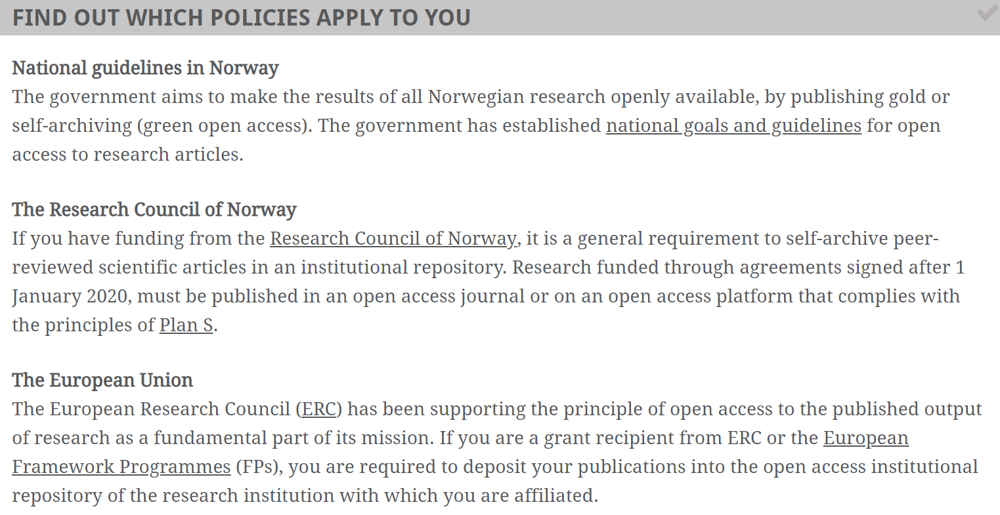 FIND OUT WHICH POLICIES APPLY TO YOU
National guidelines in Norway
The government aims to make the results of all Norwegian research openly available, by publishing gold or
self-archiving (green open access). The government has established national goals and guidelines for open
access to research articles.
The Research Council of Norway
If you have funding from the Research Council of Norway, it is a general requirement to self-archive peer-
reviewed scientific articles in an institutional repository. Research funded through agreements signed after 1
January 2020, must be published in an open access journal or on an open access platform that complies with
the principles of Plan S.
The European Union
The European Research Council (ERC) has been supporting the principle of open access to the published output
of research as a fundamental part of its mission. If you are a grant recipient from ERC or the European
Framework Programmes (FPs), you are required to deposit your publications into the open access institutional
repository of the research institution with which you are affiliated.